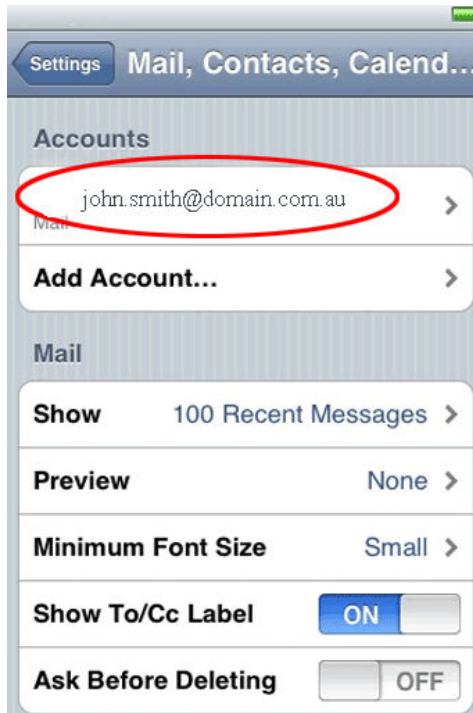 Settings
Mail, Contacts, Calend...
Accounts
john.smith@domain.com.au
Mail
Add Account...
Mail
Show 100 Recent Messages
Preview None
Minimum Font Size Small
Show To/Cc Label ON
Ask Before Deleting OFF